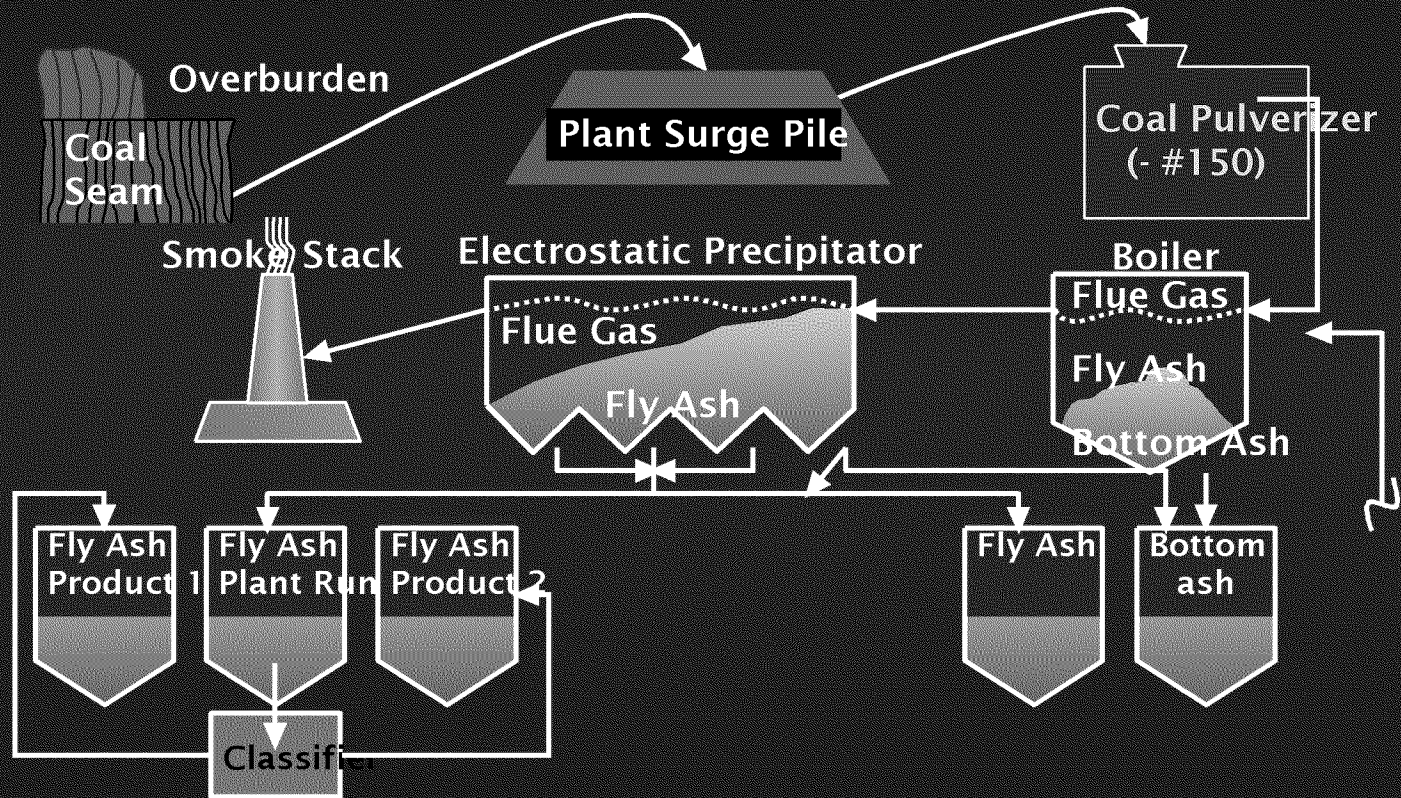 Overburden
Coal
Seam
Plant Surge Pile
Coal Pulverizer
(- #150)
Smoke Stack
Electrostatic Precipitator
Flue Gas
Fly Ash
Boiler
Flue Gas
Fly Ash
Bottom Ash
Fly Ash
Product 1
Fly Ash
Plant Run
Fly Ash
Product 2
Fly Ash
Bottom
ash
Classifier